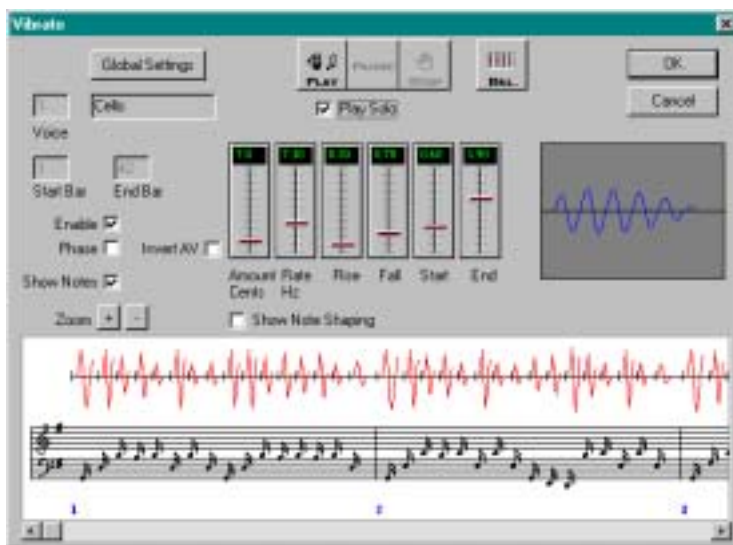 Vibrato
Global Settings
PLAY
OK
Cello
Play Solo
Cancel
Voice
Start Bar End Bar
Enable
Phase Invert AV
Show Notes
Amount Rate Rise Fall Start End
Cents Hz
Zoom + -
Show Note Shaping
1 2 3